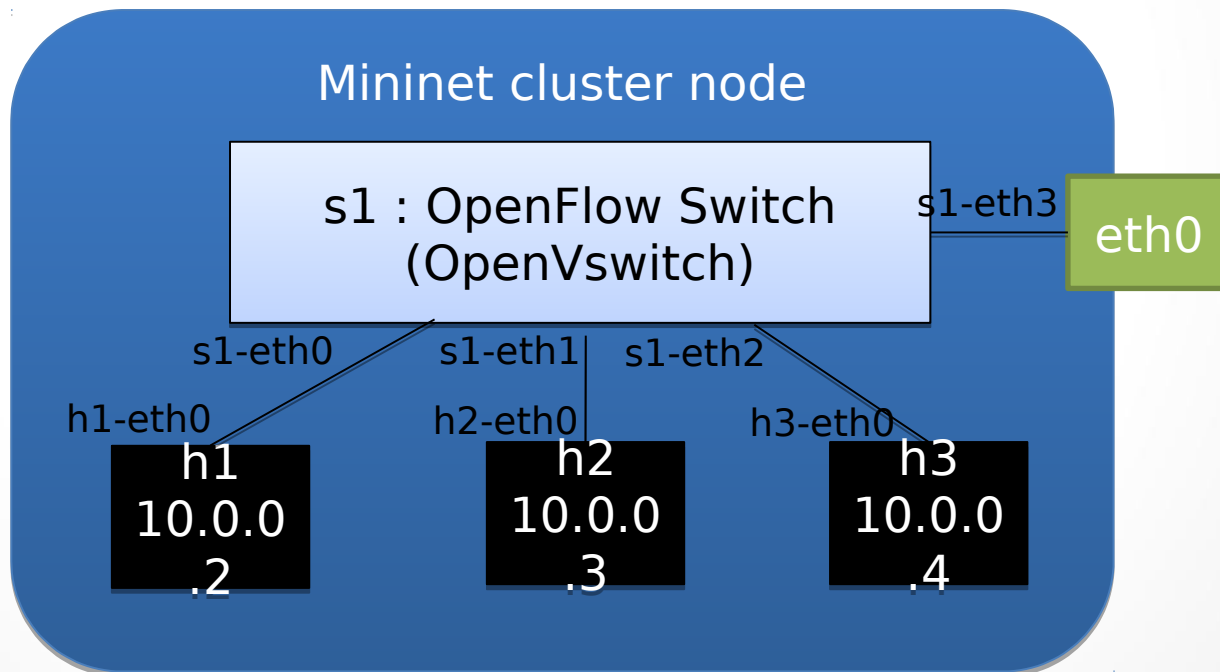 Mininet cluster node
s1 : OpenFlow Switch
(OpenVswitch)
s1-eth3
eth0
s1-eth0
s1-eth1
s1-eth2
h1-eth0
h2-eth0
h3-eth0
h1
10.0.0
.2
h2
10.0.0
.3
h3
10.0.0
.4